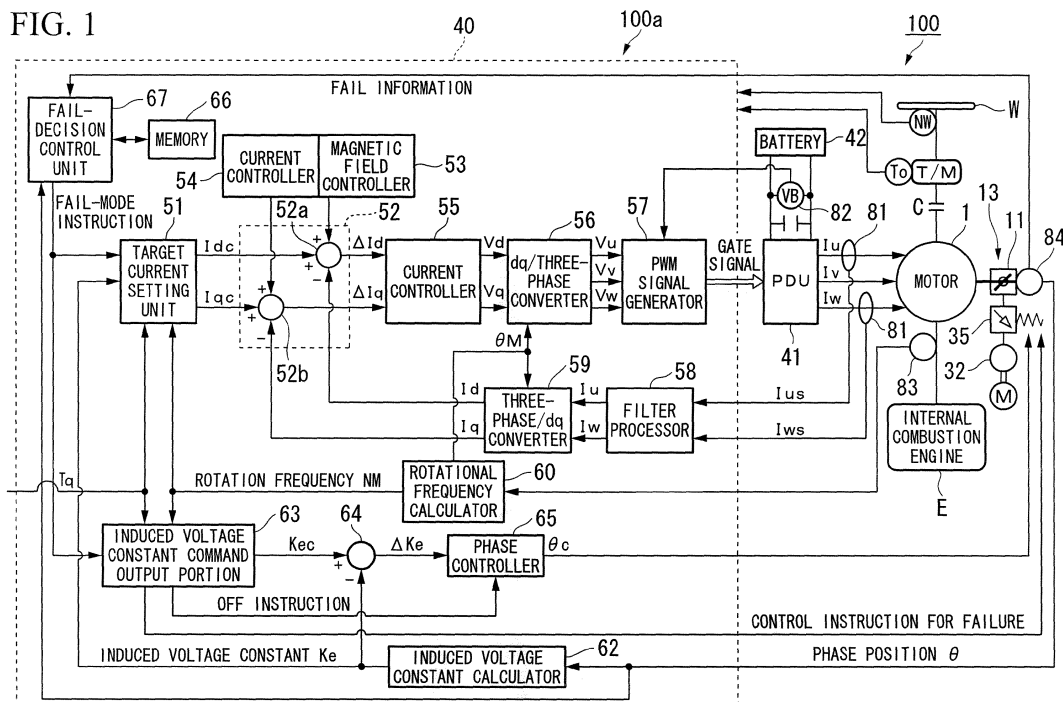 FIG. 1
40
100a
100
FAIL INFORMATION
67
FAIL-
DECISION
CONTROL
UNIT
66
MEMORY
54
CURRENT
CONTROLLER
MAGNETIC
FIELD
CONTROLLER
53
BATTERY
42
VB
82
NW
W
To
T/M
C
FAIL-MODE
INSTRUCTION
51
TARGET
CURRENT
SETTING
UNIT
Idc
Iqc
52a
52
52b
+
+
−
+
+
−
ΔId
ΔIq
55
CURRENT
CONTROLLER
Vd
Vq
56
dq/THREE-
PHASE
CONVERTER
Vu
Vv
Vw
57
PWM
SIGNAL
GENERATOR
GATE
SIGNAL
PDU
41
81
Iu
Iv
Iw
81
1
MOTOR
13
11
84
35
32
M
83
θM
Id
Iq
59
THREE-
PHASE/dq
CONVERTER
Iu
Iw
58
FILTER
PROCESSOR
Ius
Iws
INTERNAL
COMBUSTION
ENGINE
E
Tq
ROTATION FREQUENCY NM
60
ROTATIONAL
FREQUENCY
CALCULATOR
63
INDUCED VOLTAGE
CONSTANT COMMAND
OUTPUT PORTION
Kec
64
+
−
ΔKe
65
PHASE
CONTROLLER
θc
OFF INSTRUCTION
CONTROL INSTRUCTION FOR FAILURE
INDUCED VOLTAGE CONSTANT Ke
62
INDUCED VOLTAGE
CONSTANT CALCULATOR
PHASE POSITION θ